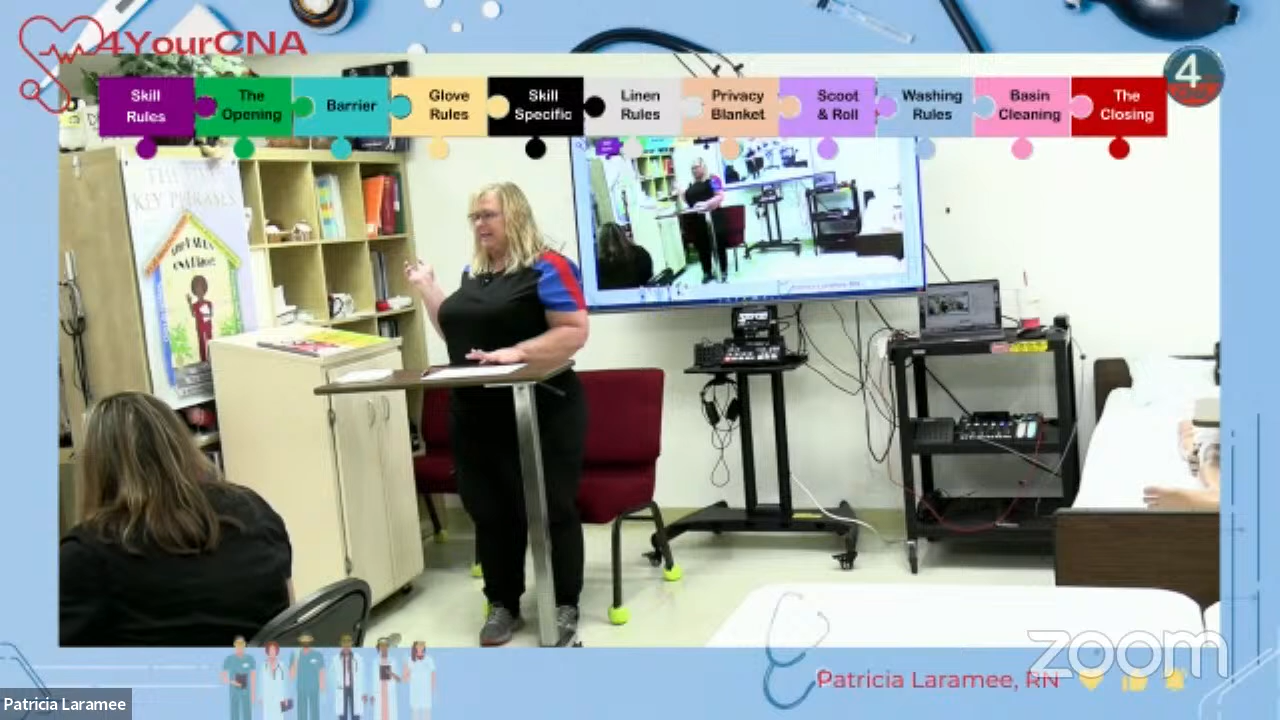 4YourCNA
Skill
Rules
The
Opening
Barrier
Glove
Rules
Skill
Specific
Linen
Rules
Privacy
Blanket
Scoot
& Roll
Washing
Rules
Basin
Cleaning
The
Closing
4
KEY PHRASES
zoom
Patricia Laramee, RN
Patricia Laramee